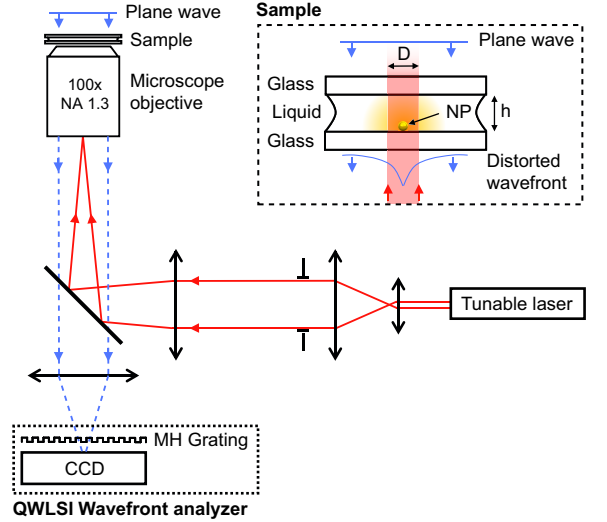 Plane wave
Sample
100x
NA 1.3
Microscope
objective
Sample
Plane wave
D
Glass
Liquid
NP
h
Glass
Distorted
wavefront
Tunable laser
MH Grating
CCD
QWLSI Wavefront analyzer